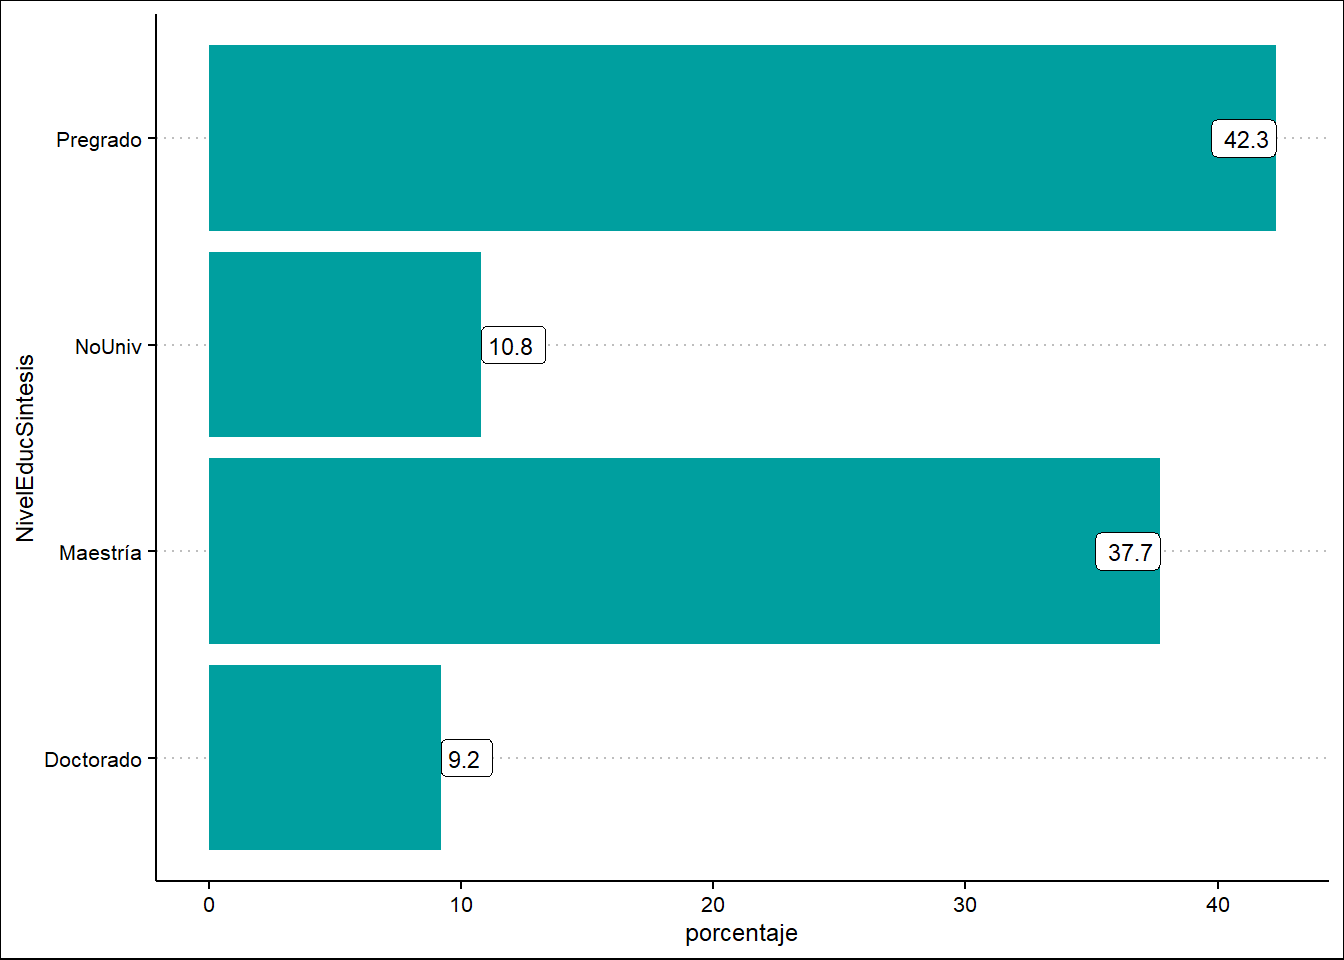 NivelEducSintesis
Pregrado
42.3
NoUniv
10.8
Maestría
37.7
Doctorado
9.2
0 10 20 30 40
porcentaje